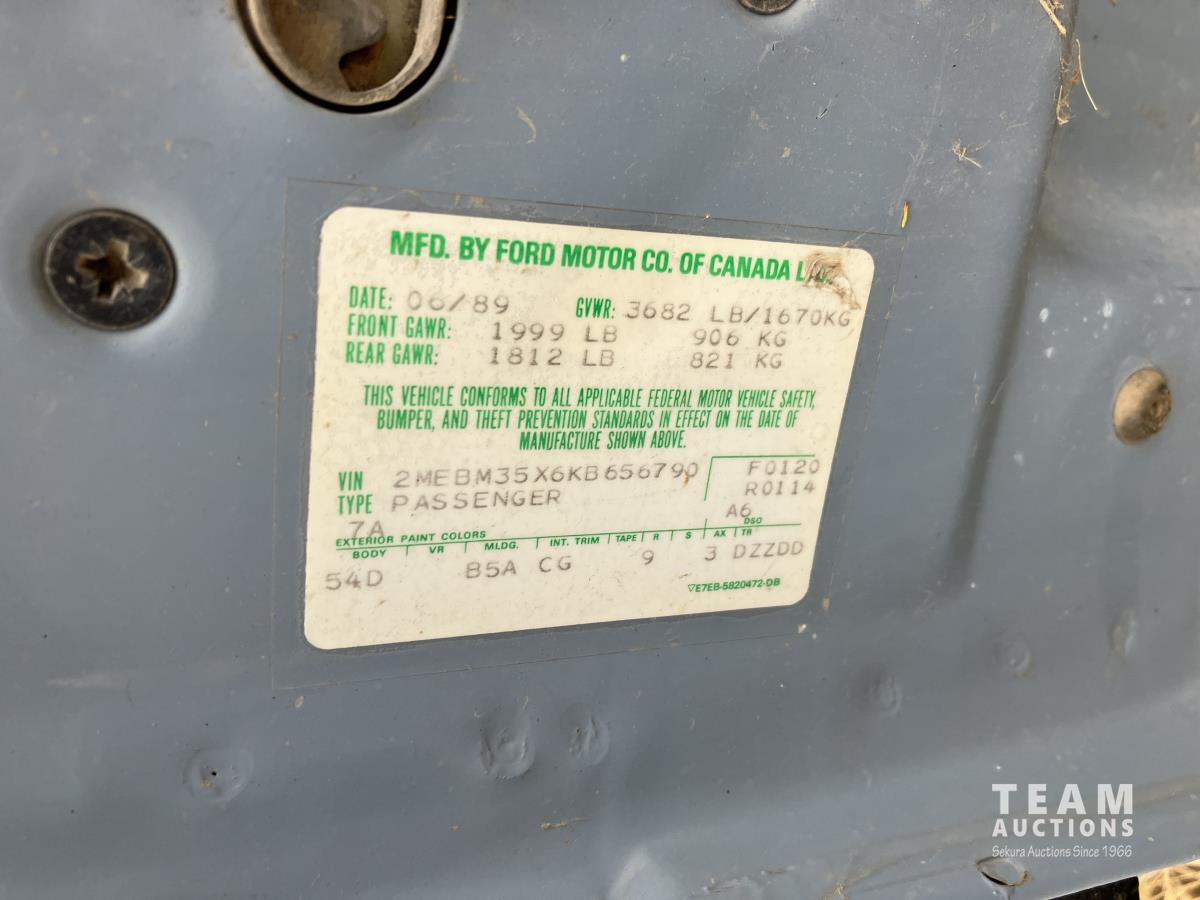 MFD. BY FORD MOTOR CO. OF CANADA
DATE: 06/89 GVWR: 3682 LB/1670KG
FRONT GAWR: 1999 LB 906 KG
REAR GAWR: 1812 LB 821 KG
THIS VEHICLE CONFORMS TO ALL APPLICABLE FEDERAL MOTOR VEHICLE SAFETY,
BUMPER, AND THEFT PREVENTION STANDARDS IN EFFECT ON THE DATE OF
MANUFACTURE SHOWN ABOVE.
VIN 2MEBM35X6KB656790 F0120
TYPE PASSENGER R0114
7A A6
EXTERIOR PAINT COLORS DSO
BODY VR MLDG. INT. TRIM TAPE R S AX TR
54D B5A CG 9 3 DZZDD
▽E7EB-5820472-DB
TEAM
AUCTIONS
Sekura Auctions Since 1966